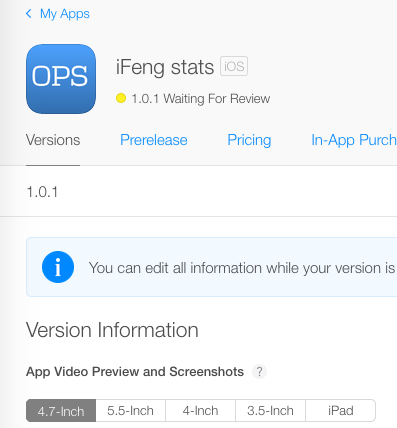 My Apps
OPS
iFeng stats iOS
1.0.1 Waiting For Review
Versions Prerelease Pricing In-App Purch
1.0.1
i You can edit all information while your version is
Version Information
App Video Preview and Screenshots ?
4.7-Inch 5.5-Inch 4-Inch 3.5-Inch iPad